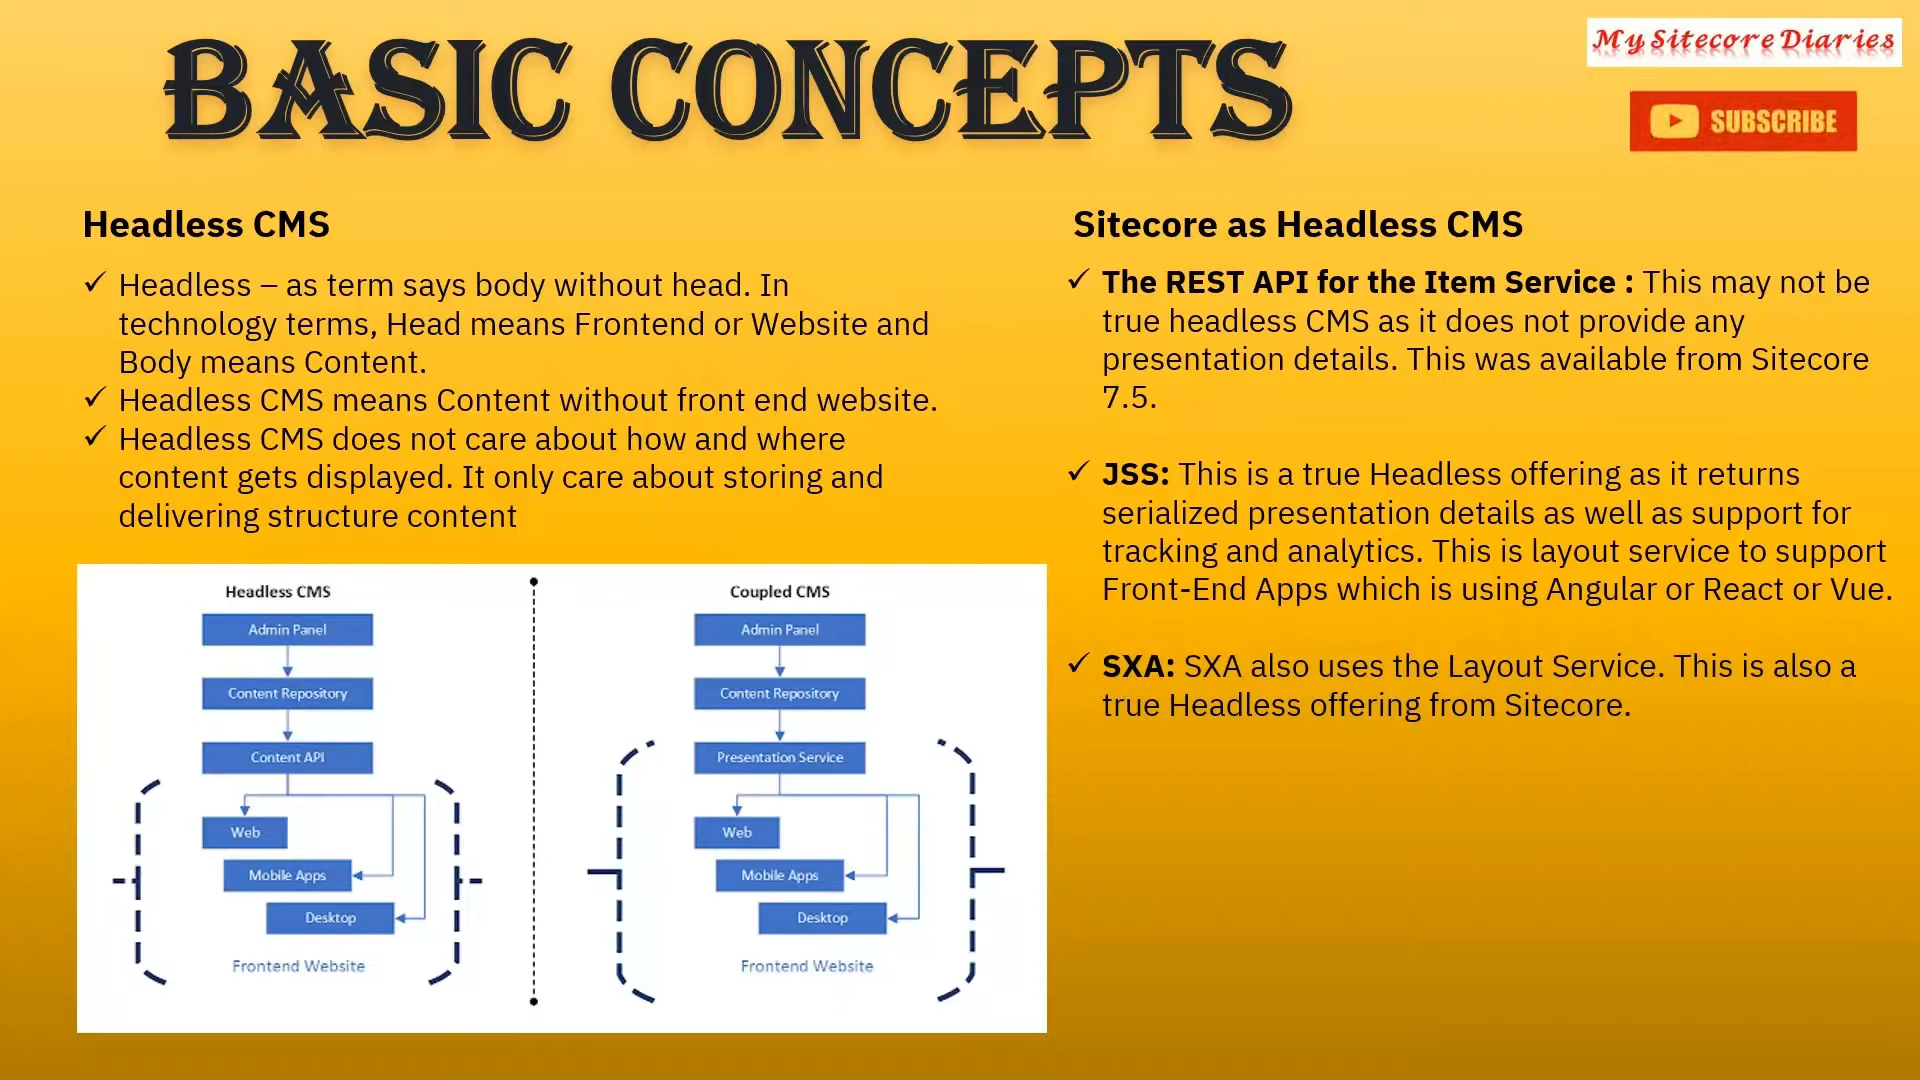 BASIC CONCEPTS
My Sitecore Diaries
SUBSCRIBE
Headless CMS
✓ Headless – as term says body without head. In
technology terms, Head means Frontend or Website and
Body means Content.
✓ Headless CMS means Content without front end website.
✓ Headless CMS does not care about how and where
content gets displayed. It only care about storing and
delivering structure content
Headless CMS
Admin Panel
Content Repository
Content API
Web
Mobile Apps
Desktop
Frontend Website
Coupled CMS
Admin Panel
Content Repository
Presentation Service
Web
Mobile Apps
Desktop
Frontend Website
Sitecore as Headless CMS
✓ The REST API for the Item Service : This may not be
true headless CMS as it does not provide any
presentation details. This was available from Sitecore
7.5.
✓ JSS: This is a true Headless offering as it returns
serialized presentation details as well as support for
tracking and analytics. This is layout service to support
Front-End Apps which is using Angular or React or Vue.
✓ SXA: SXA also uses the Layout Service. This is also a
true Headless offering from Sitecore.